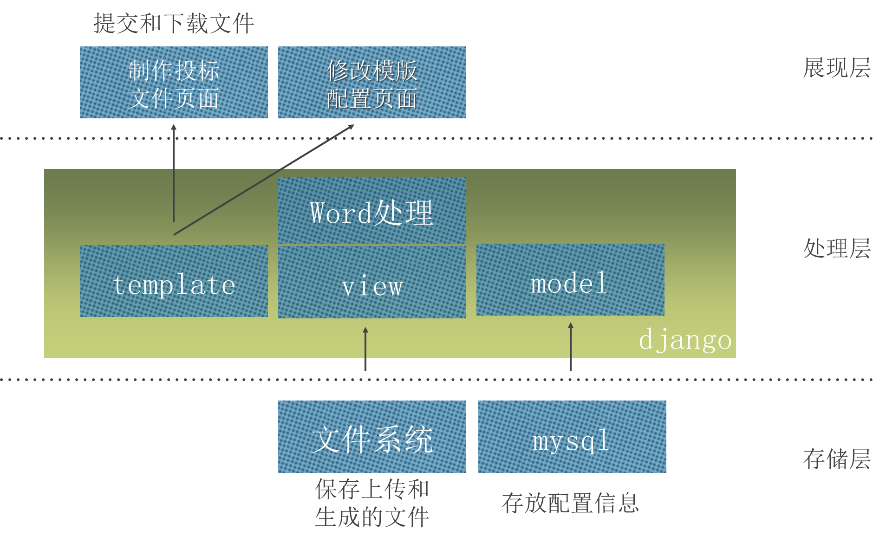 提交和下载文件
制作投标
文件页面
修改模版
配置页面
展现层
Word处理
处理层
template
view
model
django
文件系统
mysql
存储层
保存上传和
生成的文件
存放配置信息